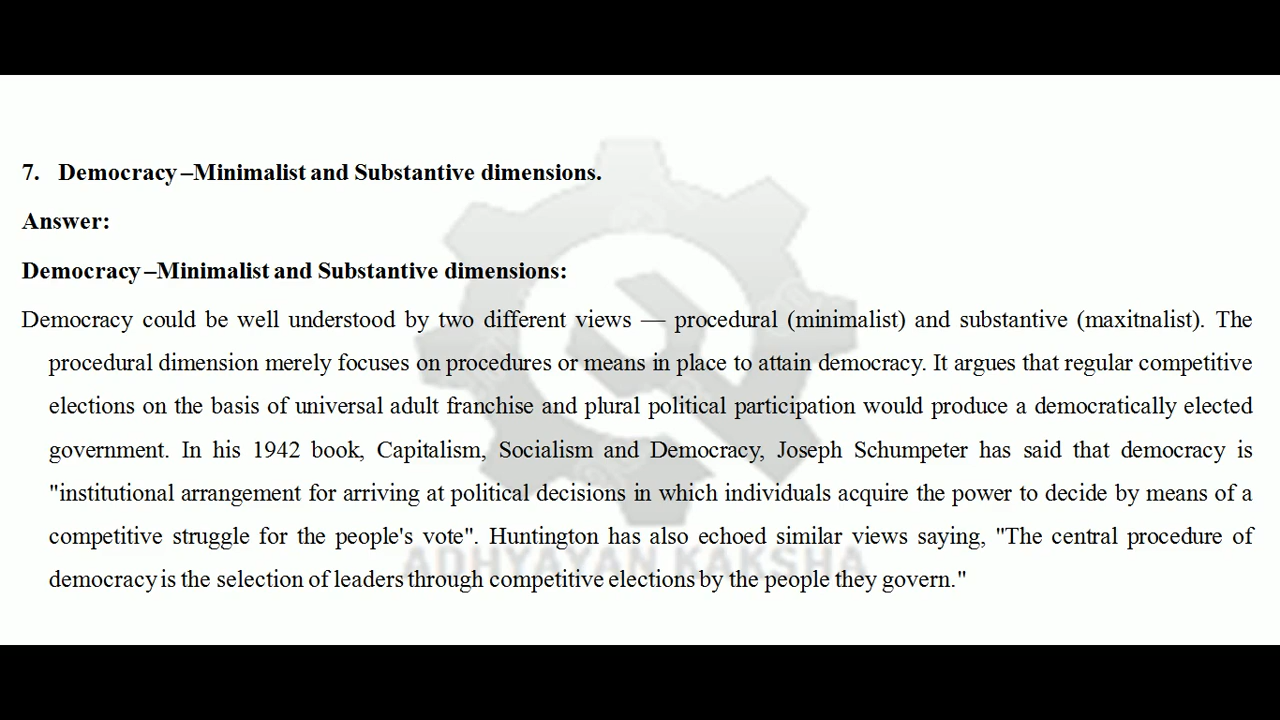 7. Democracy –Minimalist and Substantive dimensions.
Answer:
Democracy –Minimalist and Substantive dimensions:
Democracy could be well understood by two different views — procedural (minimalist) and substantive (maxitnalist). The
procedural dimension merely focuses on procedures or means in place to attain democracy. It argues that regular competitive
elections on the basis of universal adult franchise and plural political participation would produce a democratically elected
government. In his 1942 book, Capitalism, Socialism and Democracy, Joseph Schumpeter has said that democracy is
"institutional arrangement for arriving at political decisions in which individuals acquire the power to decide by means of a
competitive struggle for the people's vote". Huntington has also echoed similar views saying, "The central procedure of
democracy is the selection of leaders through competitive elections by the people they govern."
ADHYAYAN KAKSHA